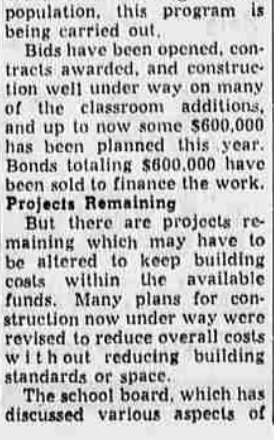 population, this program is
being carried out.
Bids have been opened, con-
tracts awarded, and construc-
tion well under way on many
of the classroom additions,
and up to now some $600,000
has been planned this year.
Bonds totaling $600,000 have
been sold to finance the work.
Projects Remaining
But there are projects re-
maining which may have to
be altered to keep building
costs within the available
funds. Many plans for con-
struction now under way were
revised to reduce overall costs
without reducing building
standards or space.
The school board, which has
discussed various aspects of